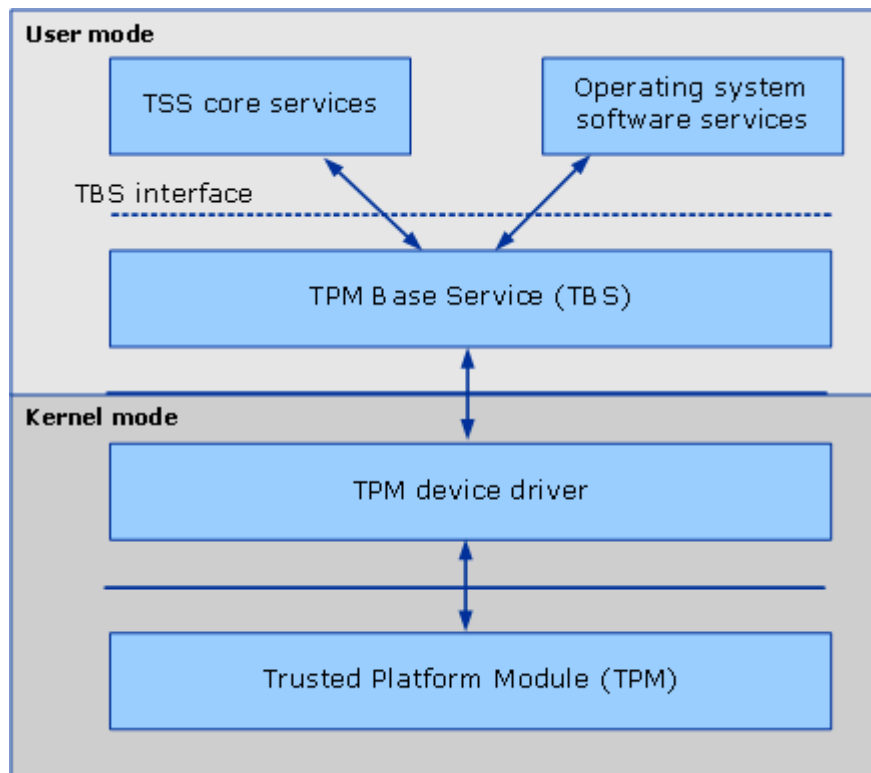 User mode
TSS core services
Operating system
software services
TBS interface
TPM Base Service (TBS)
Kernel mode
TPM device driver
Trusted Platform Module (TPM)